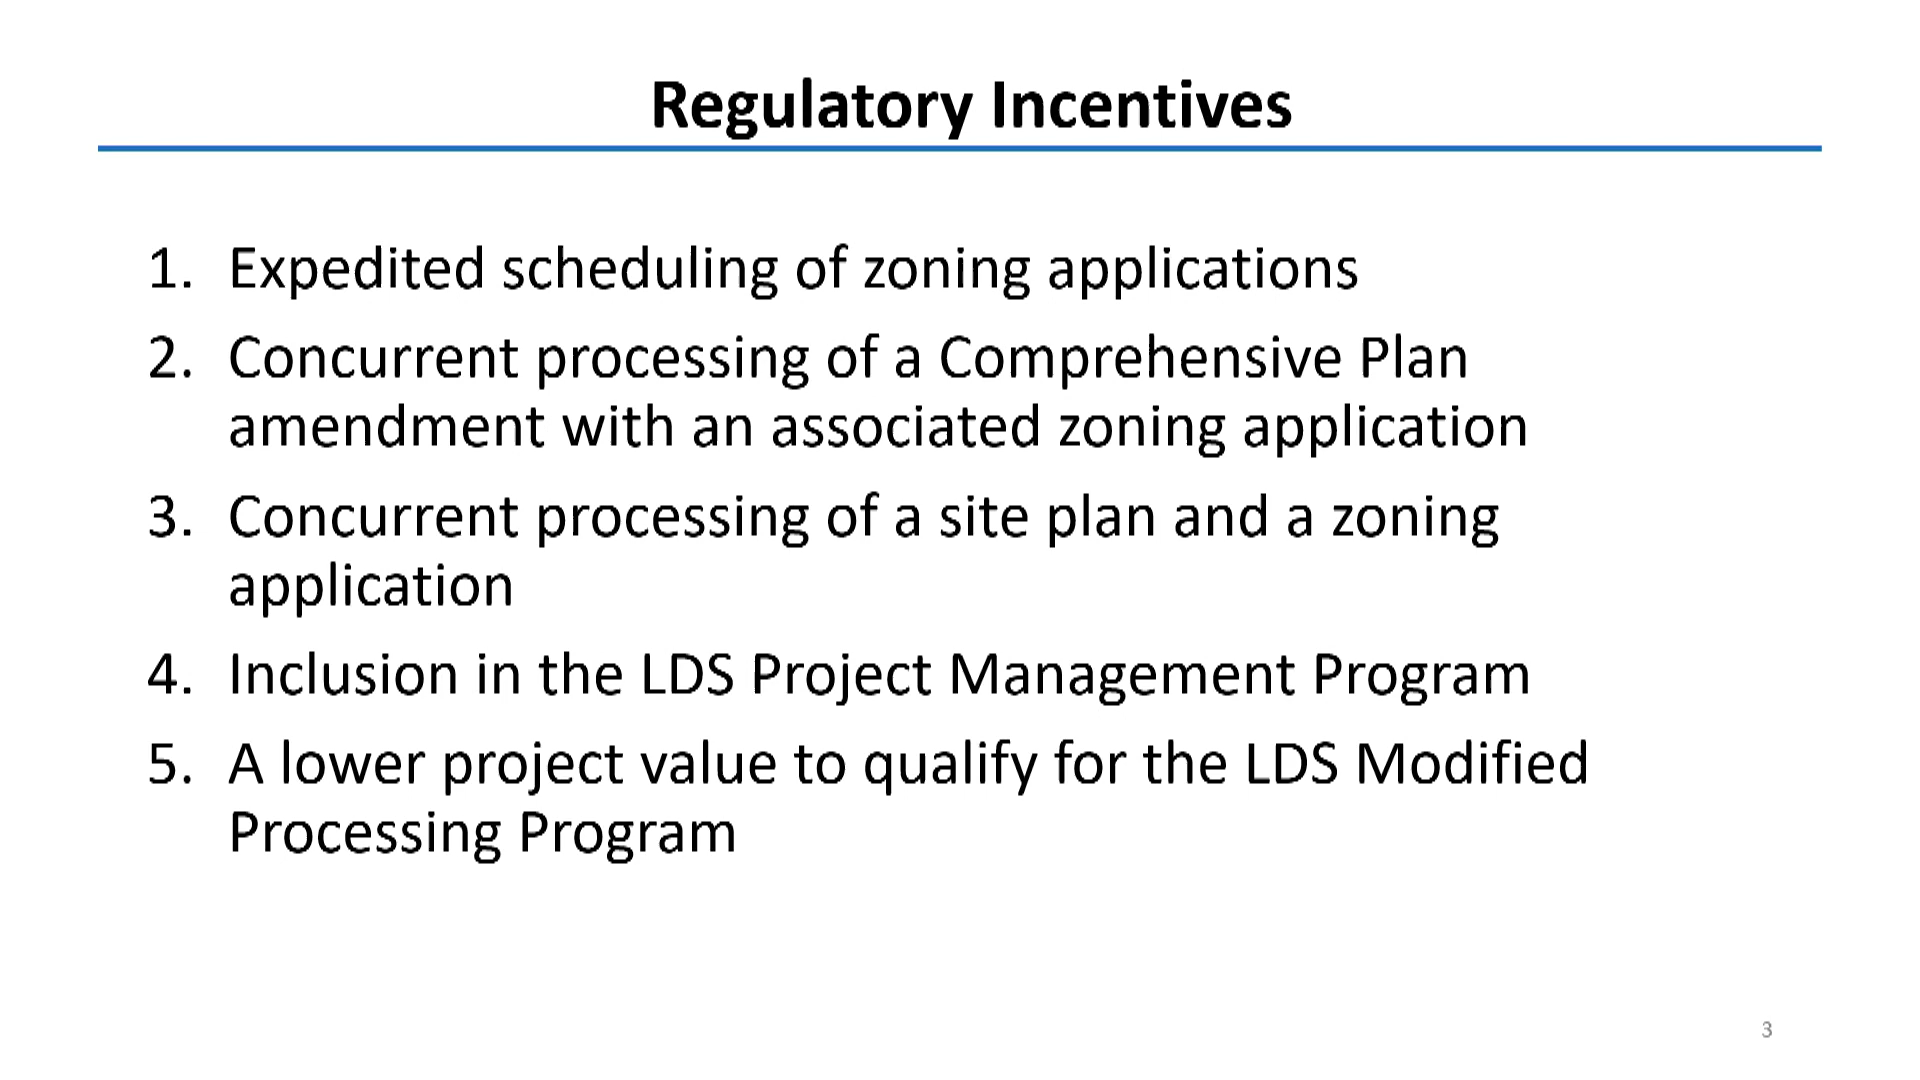 Regulatory Incentives
1. Expedited scheduling of zoning applications
2. Concurrent processing of a Comprehensive Plan
amendment with an associated zoning application
3. Concurrent processing of a site plan and a zoning
application
4. Inclusion in the LDS Project Management Program
5. A lower project value to qualify for the LDS Modified
Processing Program
3